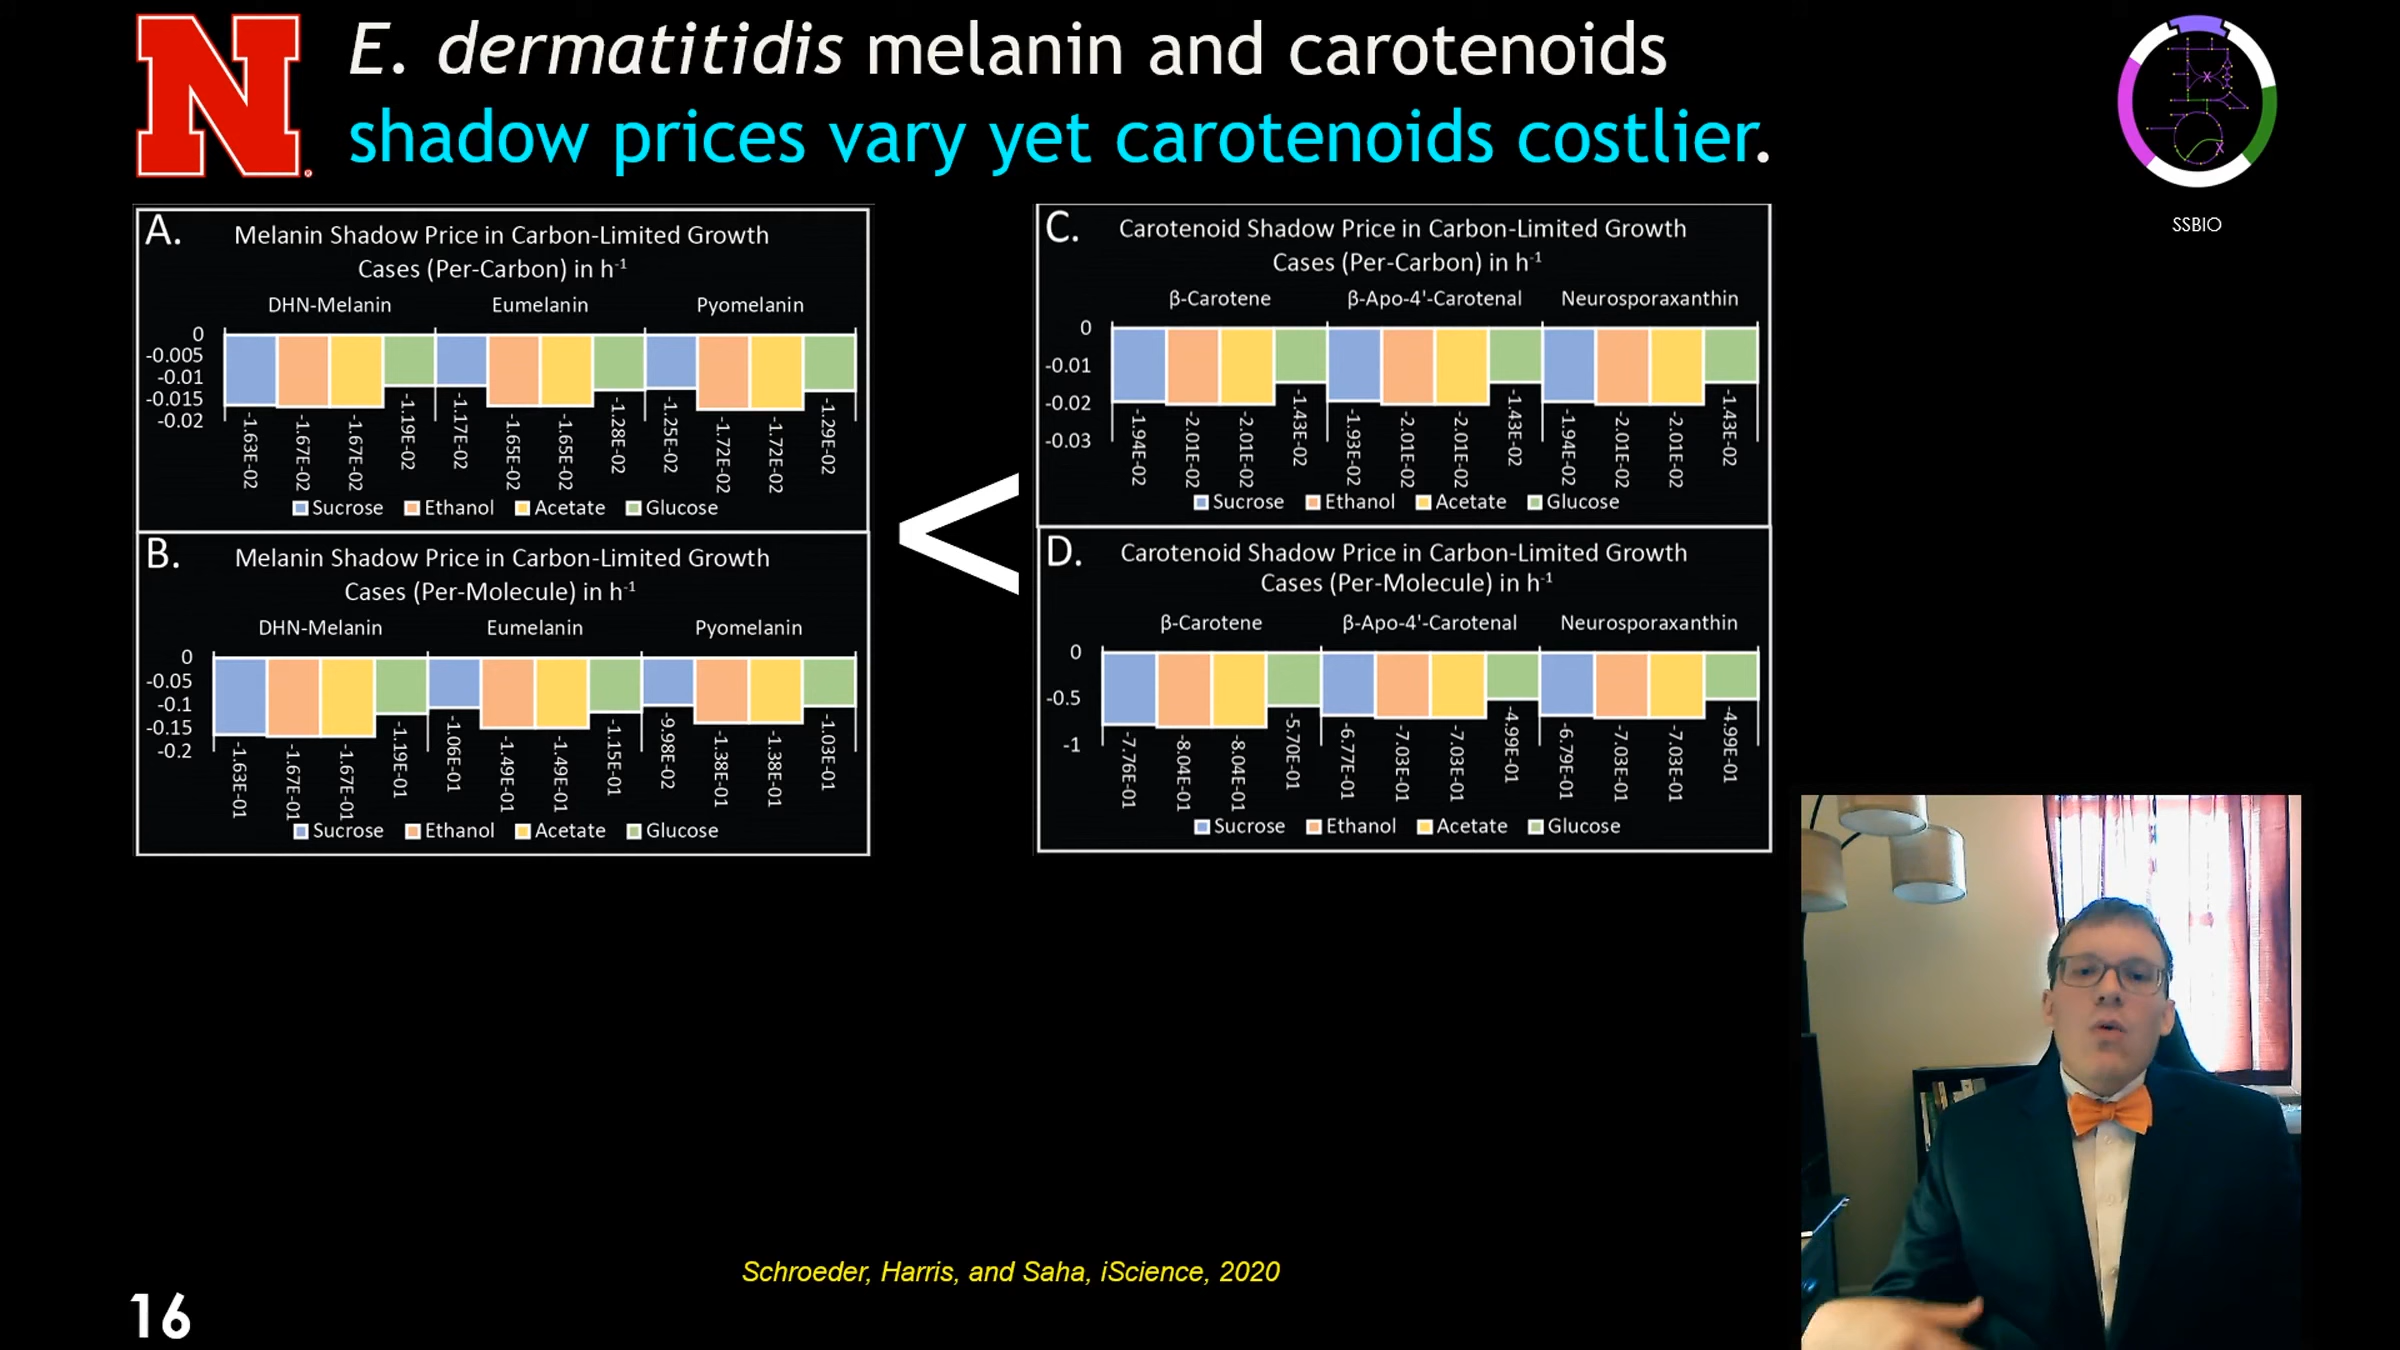 N
E. dermatitidis melanin and carotenoids
shadow prices vary yet carotenoids costlier.
SSBIO
A.
Melanin Shadow Price in Carbon-Limited Growth
Cases (Per-Carbon) in h⁻¹
DHN-Melanin Eumelanin Pyomelanin
0
-0.005
-0.01
-0.015
-0.02
-1.63E-02 -1.67E-02 -1.67E-02 -1.19E-02 -1.17E-02 -1.65E-02 -1.65E-02 -1.28E-02 -1.25E-02 -1.72E-02 -1.72E-02 -1.29E-02
Sucrose Ethanol Acetate Glucose
B.
Melanin Shadow Price in Carbon-Limited Growth
Cases (Per-Molecule) in h⁻¹
DHN-Melanin Eumelanin Pyomelanin
0
-0.05
-0.1
-0.15
-0.2
-1.63E-01 -1.67E-01 -1.67E-01 -1.19E-01 -1.06E-01 -1.49E-01 -1.49E-01 -1.15E-01 -9.98E-02 -1.38E-01 -1.38E-01 -1.03E-01
Sucrose Ethanol Acetate Glucose
<
C.
Carotenoid Shadow Price in Carbon-Limited Growth
Cases (Per-Carbon) in h⁻¹
β-Carotene β-Apo-4'-Carotenal Neurosporaxanthin
0
-0.01
-0.02
-0.03
-1.94E-02 -2.01E-02 -2.01E-02 -1.43E-02 -1.93E-02 -2.01E-02 -2.01E-02 -1.43E-02 -1.94E-02 -2.01E-02 -2.01E-02 -1.43E-02
Sucrose Ethanol Acetate Glucose
D.
Carotenoid Shadow Price in Carbon-Limited Growth
Cases (Per-Molecule) in h⁻¹
β-Carotene β-Apo-4'-Carotenal Neurosporaxanthin
0
-0.5
-1
-7.76E-01 -8.04E-01 -8.04E-01 -5.70E-01 -6.77E-01 -7.03E-01 -7.03E-01 -4.99E-01 -6.79E-01 -7.03E-01 -7.03E-01 -4.99E-01
Sucrose Ethanol Acetate Glucose
Schroeder, Harris, and Saha, iScience, 2020
16